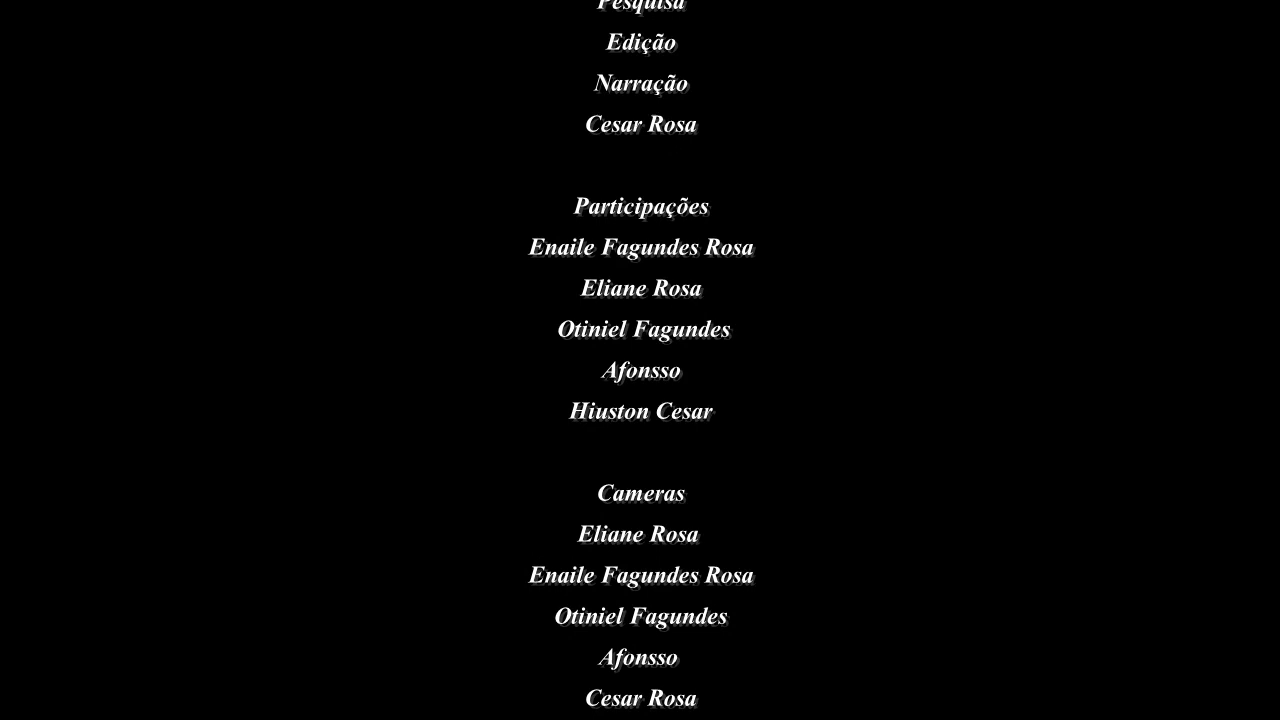 Pesquisa
Edição
Narração
Cesar Rosa
Participações
Enaile Fagundes Rosa
Eliane Rosa
Otiniel Fagundes
Afonsso
Hiuston Cesar
Cameras
Eliane Rosa
Enaile Fagundes Rosa
Otiniel Fagundes
Afonsso
Cesar Rosa